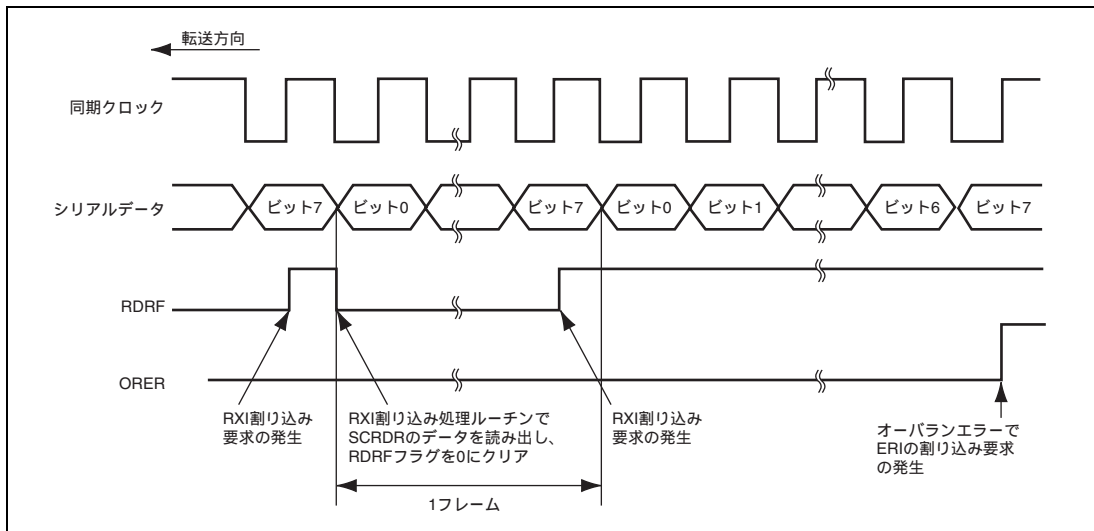 転送方向
同期クロック
シリアルデータ
ビット7
ビット0
ビット7
ビット0
ビット1
ビット6
ビット7
RDRF
ORER
RXI割り込み
要求の発生
RXI割り込み処理ルーチンで
SCRDRのデータを読み出し、
RDRFフラグを0にクリア
RXI割り込み
要求の発生
オーバランエラーで
ERIの割り込み要求
の発生
1フレーム